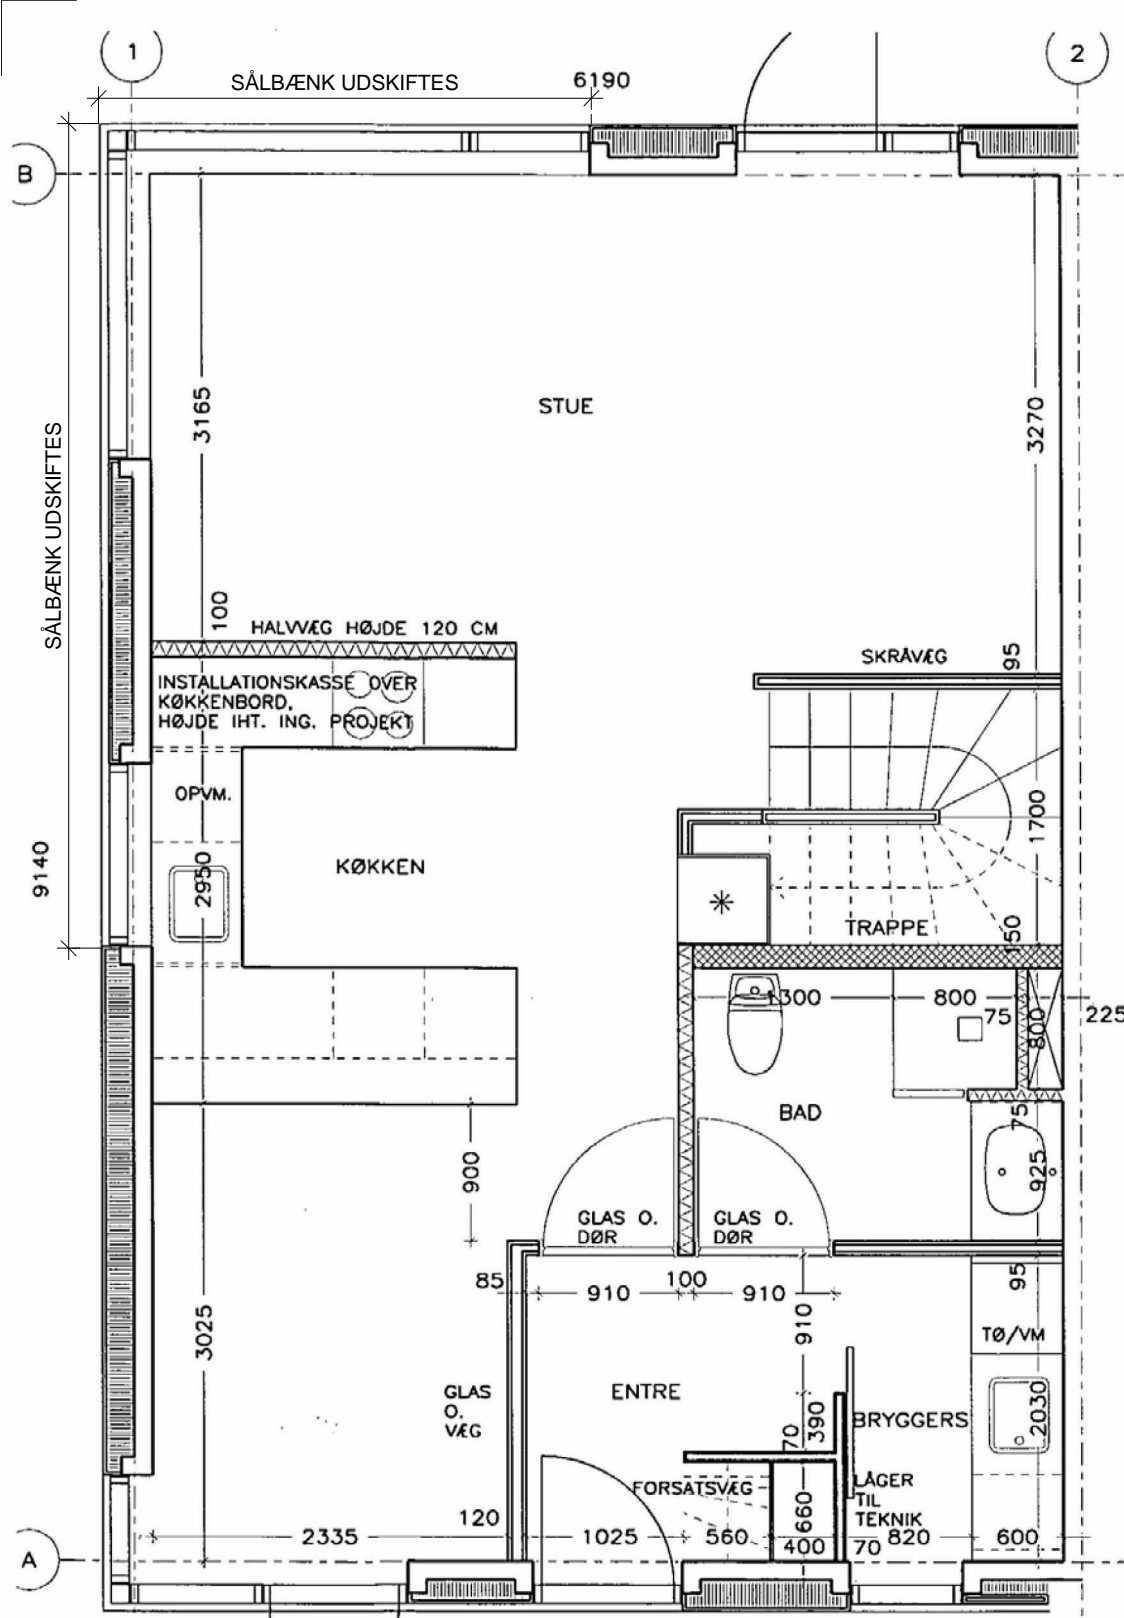 1
2
SÅLBÆNK UDSKIFTES
6190
B
SÅLBÆNK UDSKIFTES
9140
3165
STUE
3270
100
HALVVÆG HØJDE 120 CM
INSTALLATIONSKASSE OVER
KØKKENBORD,
HØJDE IHT. ING. PROJEKT
SKRÅVÆG
95
OPVM.
2950
KØKKEN
1700
TRAPPE
150
1300
800
75
800
225
BAD
75
925
900
GLAS O.
DØR
GLAS O.
DØR
85
910
100
910
95
910
TØ/VM
3025
GLAS
O.
VÆG
ENTRE
70
390
BRYGGERS
2030
FORSATSVÆG
LÅGER
TIL
TEKNIK
660
120
2335
1025
560
400
70
820
600
A